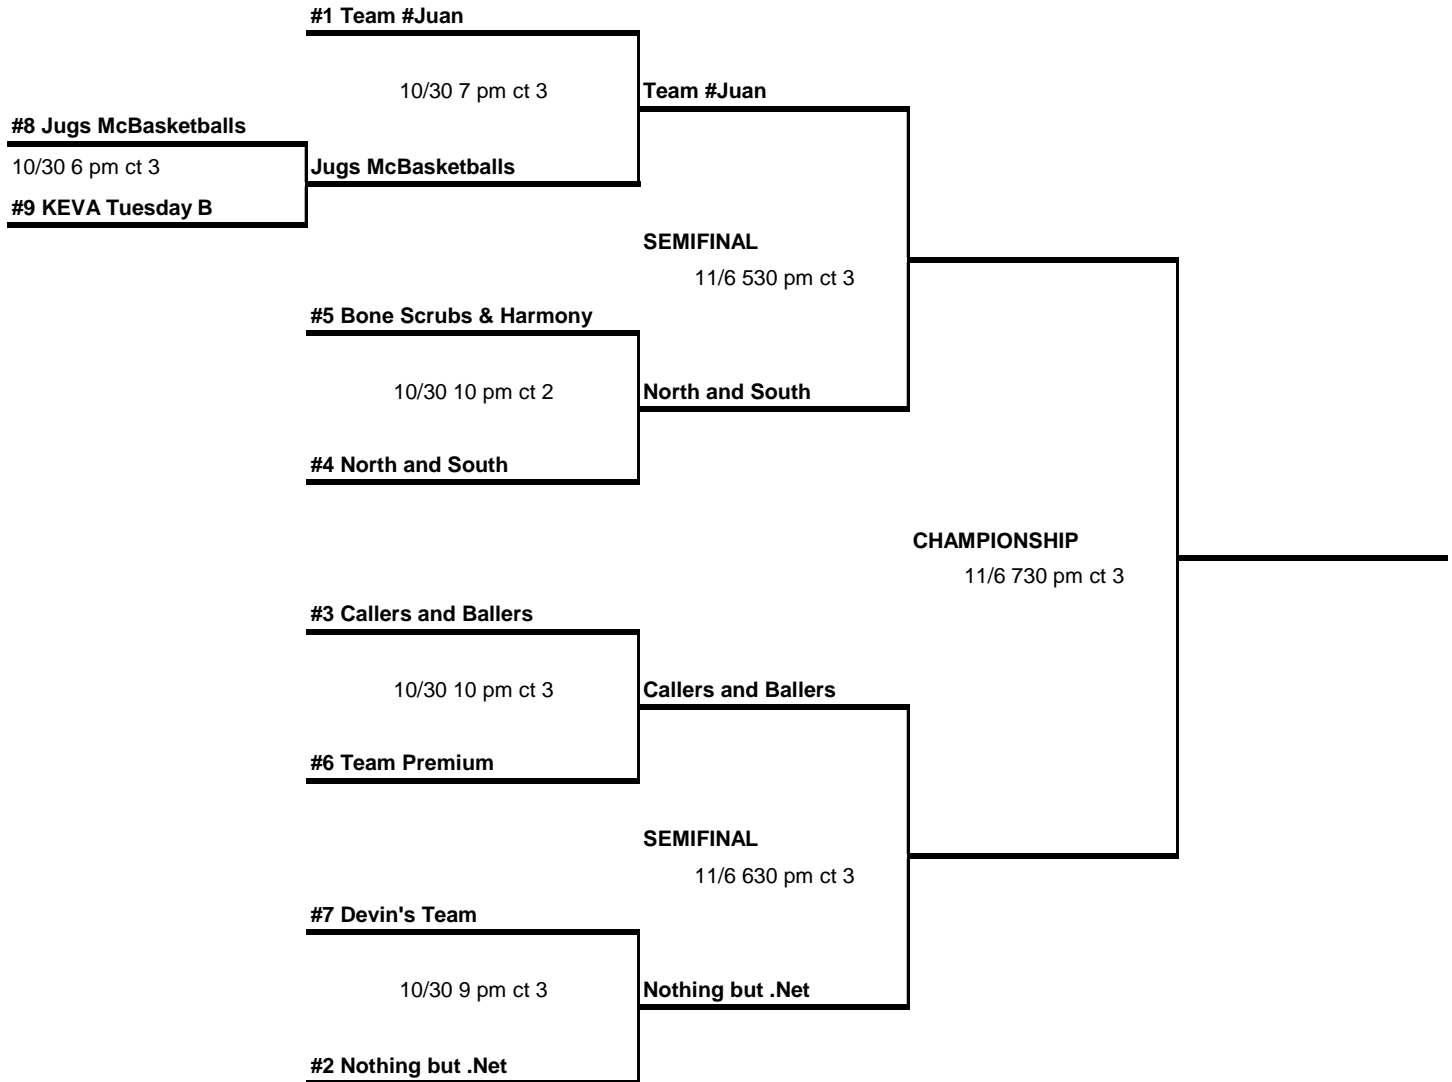 #1 Team #Juan
10/30 7 pm ct 3
Team #Juan
#8 Jugs McBasketballs
10/30 6 pm ct 3
Jugs McBasketballs
#9 KEVA Tuesday B
SEMIFINAL
11/6 530 pm ct 3
#5 Bone Scrubs & Harmony
10/30 10 pm ct 2
North and South
#4 North and South
CHAMPIONSHIP
11/6 730 pm ct 3
#3 Callers and Ballers
10/30 10 pm ct 3
Callers and Ballers
#6 Team Premium
SEMIFINAL
11/6 630 pm ct 3
#7 Devin's Team
10/30 9 pm ct 3
Nothing but .Net
#2 Nothing but .Net